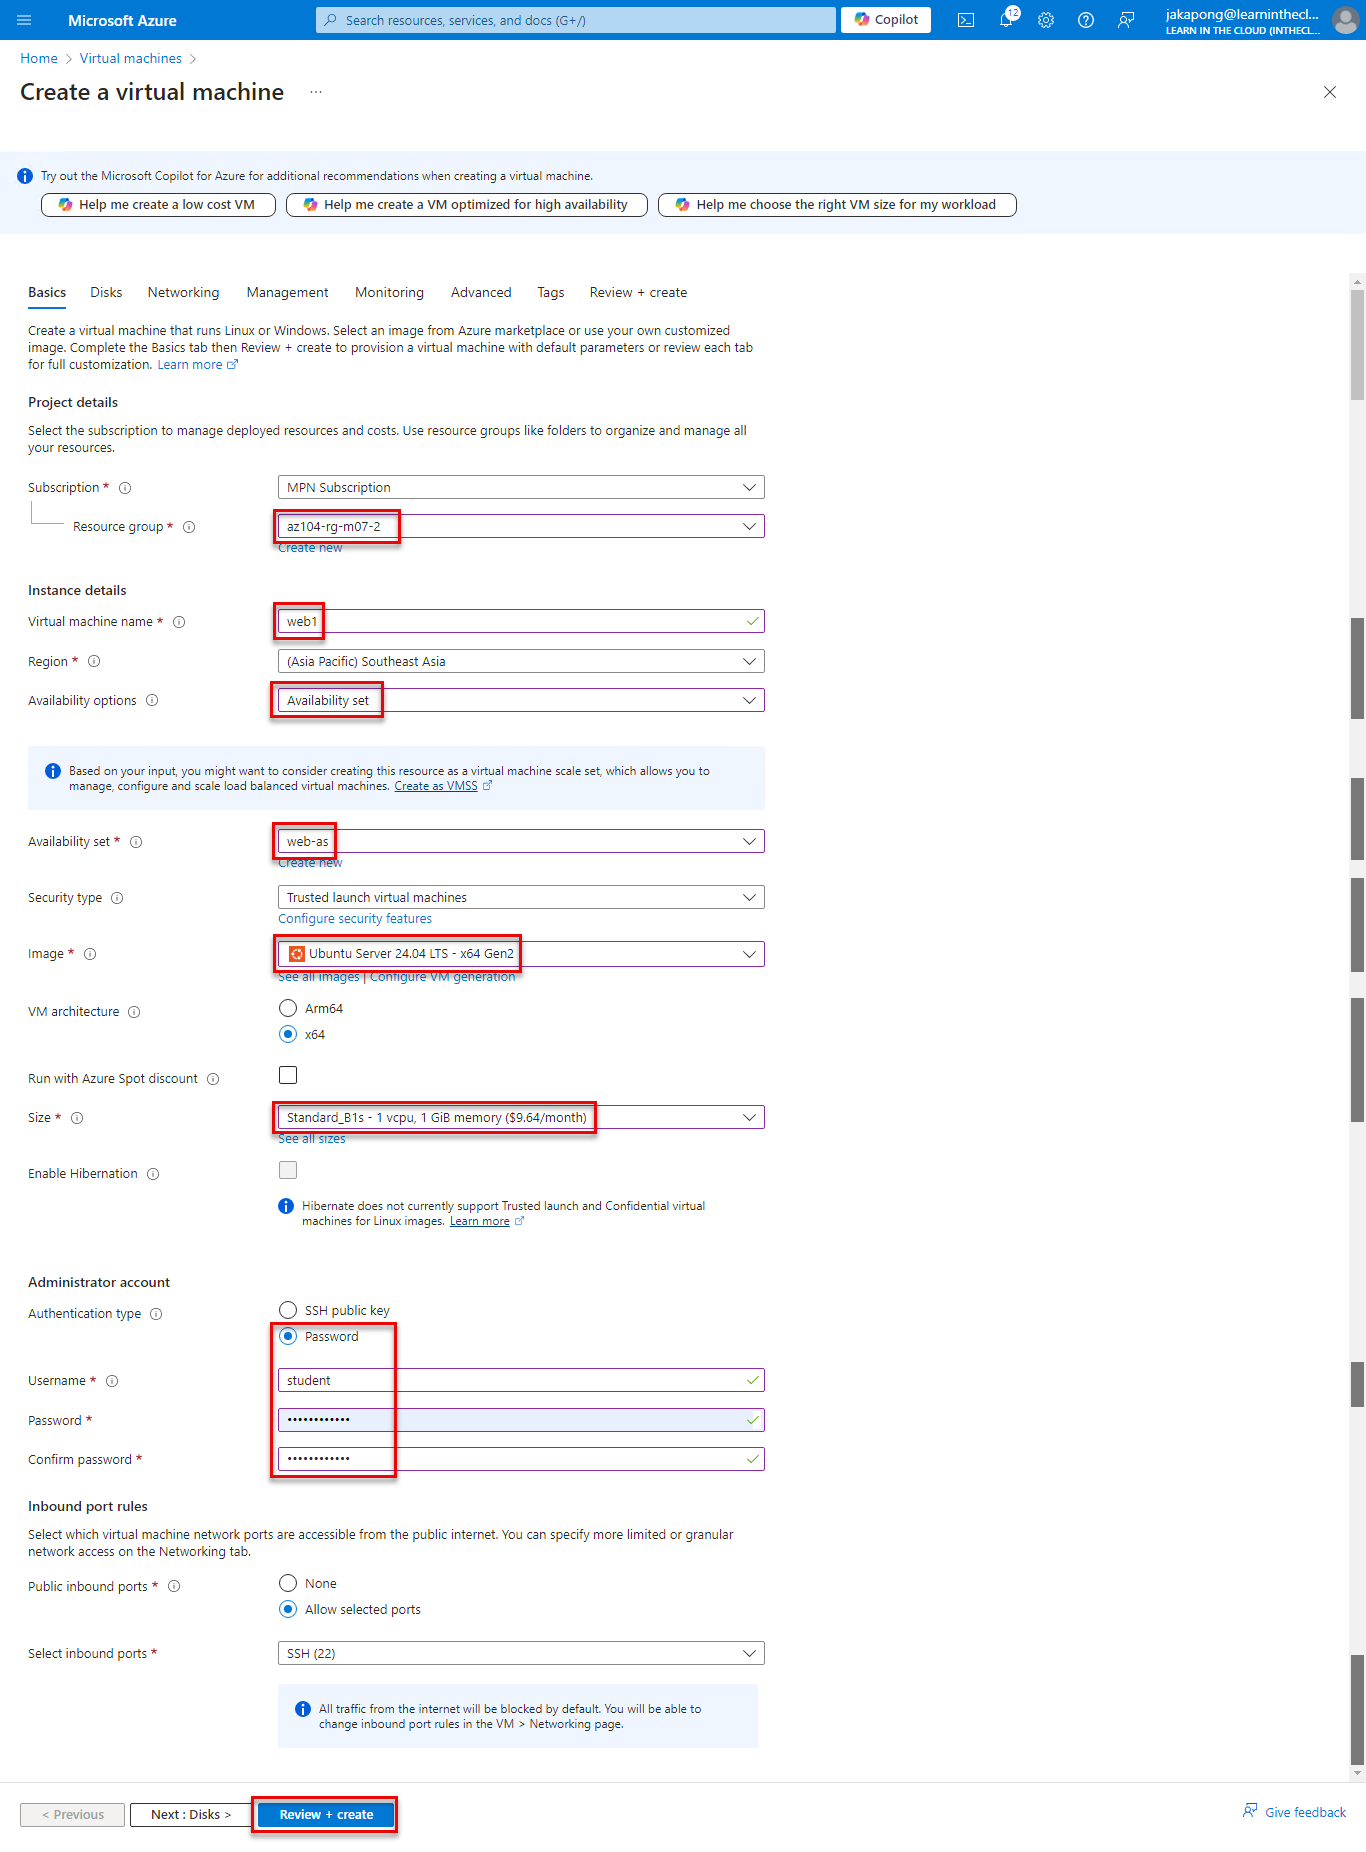 Microsoft Azure
Search resources, services, and docs (G+/)
Copilot
12
jakapong@learninthecl...
LEARN IN THE CLOUD (INTHECL...
Home > Virtual machines >
Create a virtual machine ...
Try out the Microsoft Copilot for Azure for additional recommendations when creating a virtual machine.
Help me create a low cost VM
Help me create a VM optimized for high availability
Help me choose the right VM size for my workload
Basics Disks Networking Management Monitoring Advanced Tags Review + create
Create a virtual machine that runs Linux or Windows. Select an image from Azure marketplace or use your own customized
image. Complete the Basics tab then Review + create to provision a virtual machine with default parameters or review each tab
for full customization. Learn more
Project details
Select the subscription to manage deployed resources and costs. Use resource groups like folders to organize and manage all
your resources.
Subscription * MPN Subscription
Resource group * az104-rg-m07-2
Create new
Instance details
Virtual machine name * web1
Region * (Asia Pacific) Southeast Asia
Availability options Availability set
Based on your input, you might want to consider creating this resource as a virtual machine scale set, which allows you to
manage, configure and scale load balanced virtual machines. Create as VMSS
Availability set * web-as
Create new
Security type Trusted launch virtual machines
Configure security features
Image * Ubuntu Server 24.04 LTS - x64 Gen2
See all images | Configure VM generation
VM architecture Arm64
x64
Run with Azure Spot discount
Size * Standard_B1s - 1 vcpu, 1 GiB memory ($9.64/month)
See all sizes
Enable Hibernation
Hibernate does not currently support Trusted launch and Confidential virtual
machines for Linux images. Learn more
Administrator account
Authentication type SSH public key
Password
Username * student
Password * ••••••••••••
Confirm password * ••••••••••••
Inbound port rules
Select which virtual machine network ports are accessible from the public internet. You can specify more limited or granular
network access on the Networking tab.
Public inbound ports * None
Allow selected ports
Select inbound ports * SSH (22)
All traffic from the internet will be blocked by default. You will be able to
change inbound port rules in the VM > Networking page.
< Previous Next : Disks > Review + create Give feedback